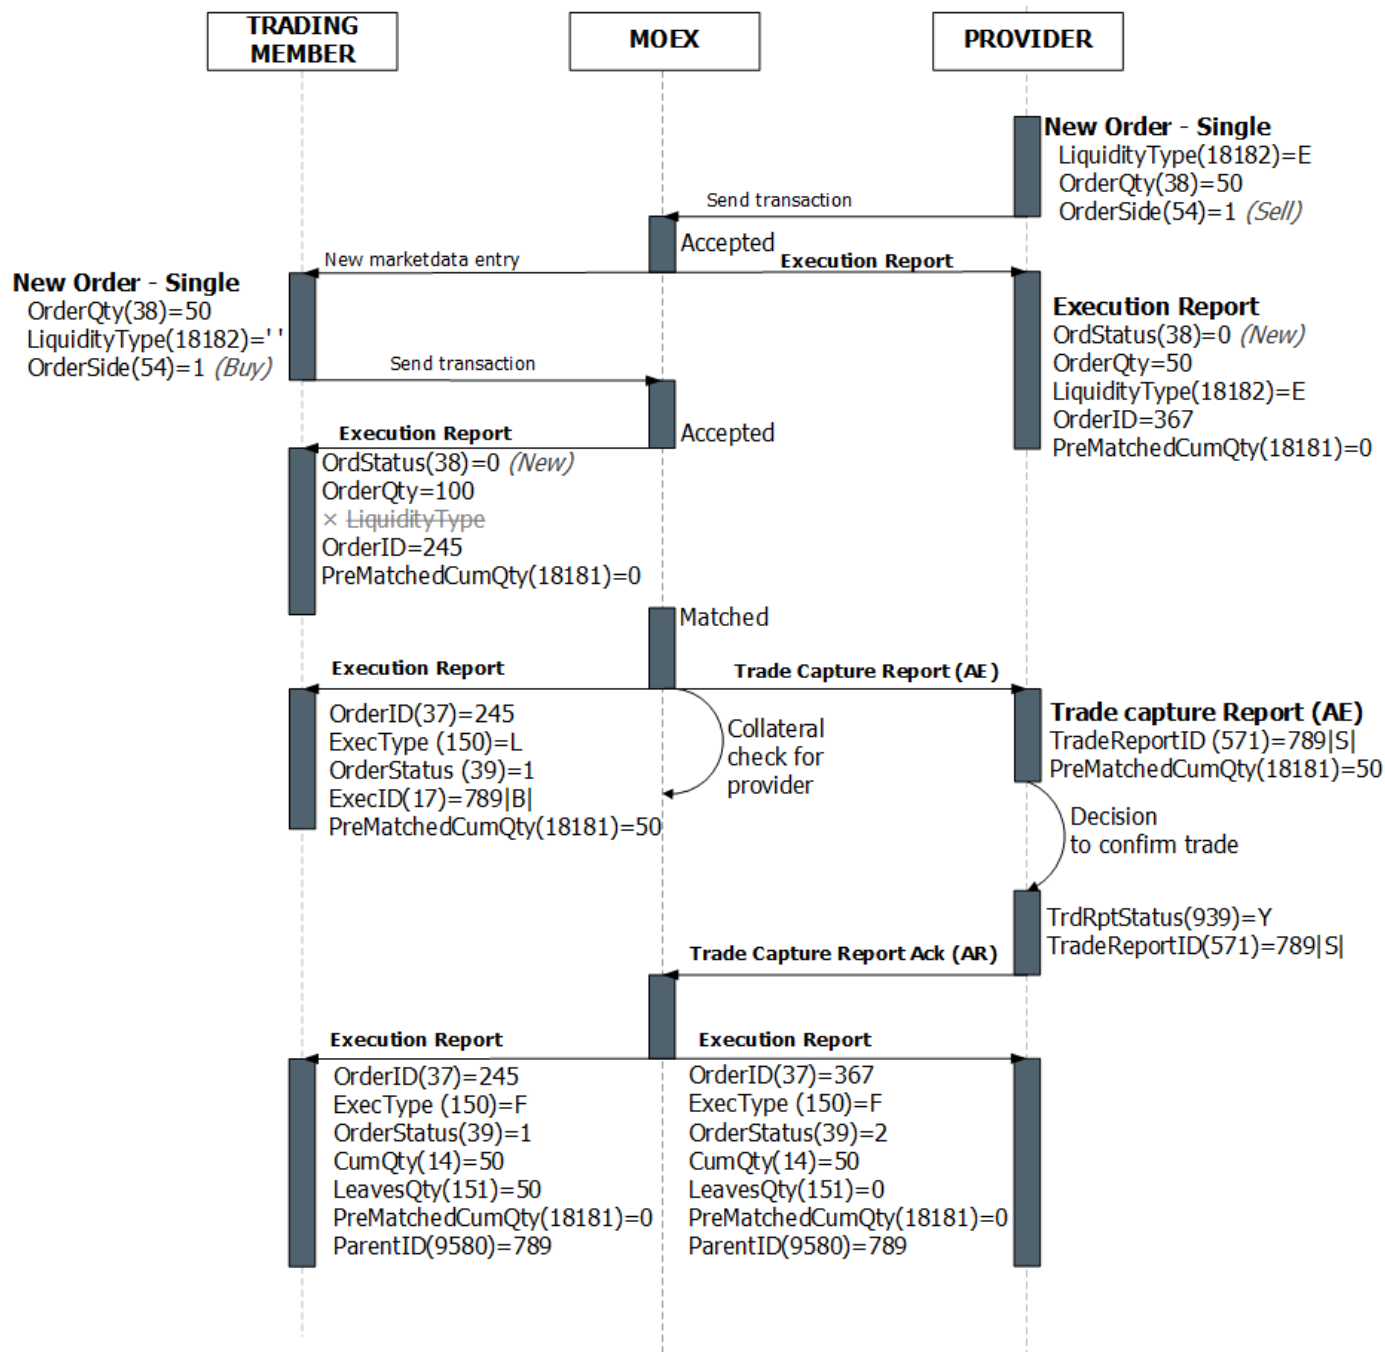 TRADING
MEMBER
MOEX
PROVIDER
New Order - Single
LiquidityType(18182)=E
OrderQty(38)=50
OrderSide(54)=1 (Sell)
Send transaction
Accepted
New marketdata entry
Execution Report
New Order - Single
OrderQty(38)=50
LiquidityType(18182)=' '
OrderSide(54)=1 (Buy)
Execution Report
OrdStatus(38)=0 (New)
OrderQty=50
LiquidityType(18182)=E
OrderID=367
PreMatchedCumQty(18181)=0
Send transaction
Accepted
Execution Report
OrdStatus(38)=0 (New)
OrderQty=100
× LiquidityType
OrderID=245
PreMatchedCumQty(18181)=0
Matched
Execution Report
Trade Capture Report (AE)
OrderID(37)=245
ExecType (150)=L
OrderStatus (39)=1
ExecID(17)=789|B|
PreMatchedCumQty(18181)=50
Collateral
check for
provider
Trade capture Report (AE)
TradeReportID (571)=789|S|
PreMatchedCumQty(18181)=50
Decision
to confirm trade
TrdRptStatus(939)=Y
TradeReportID(571)=789|S|
Trade Capture Report Ack (AR)
Execution Report
Execution Report
OrderID(37)=245
ExecType (150)=F
OrderStatus(39)=1
CumQty(14)=50
LeavesQty(151)=50
PreMatchedCumQty(18181)=0
ParentID(9580)=789
OrderID(37)=367
ExecType (150)=F
OrderStatus(39)=2
CumQty(14)=50
LeavesQty(151)=0
PreMatchedCumQty(18181)=0
ParentID(9580)=789